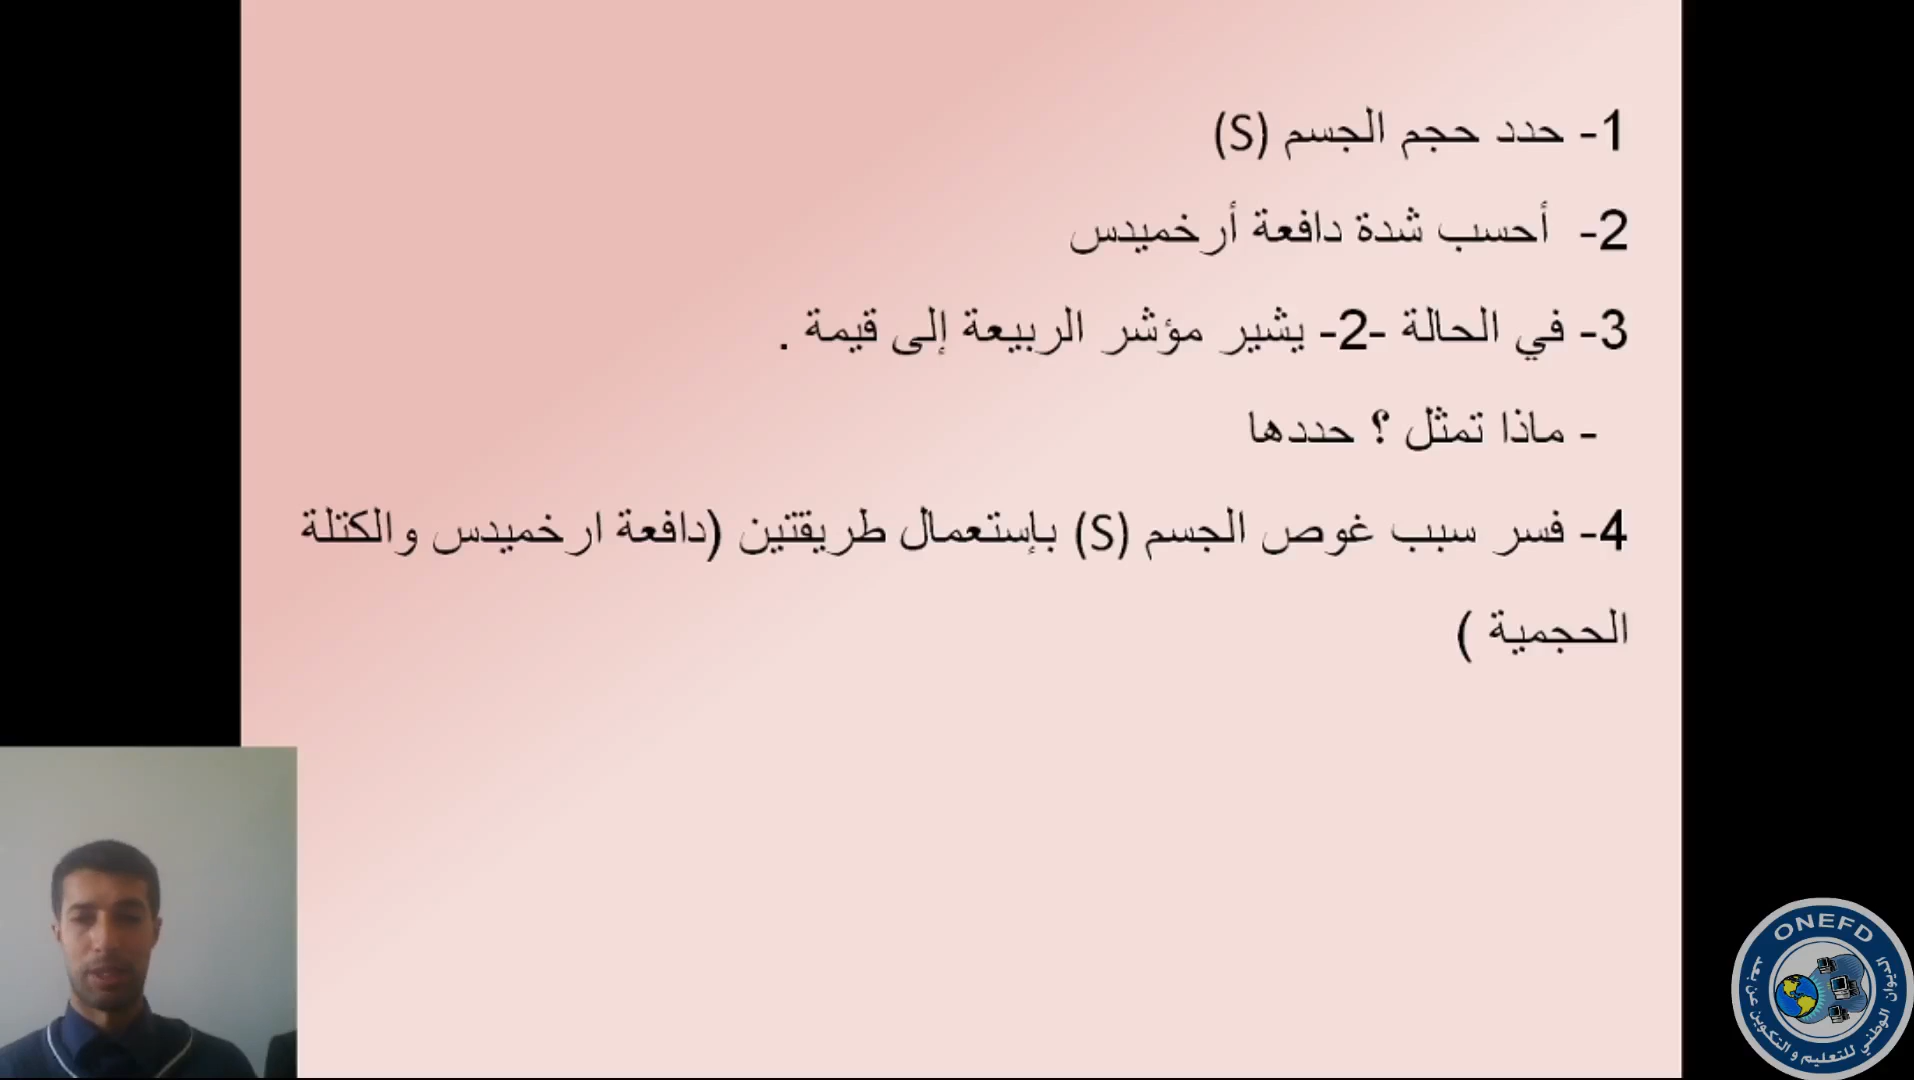 1- حدد حجم الجسم (S)
2- أحسب شدة دافعة أرخميدس
3- في الحالة -2- يشير مؤشر الربيعة إلى قيمة .
- ماذا تمثل ؟ حددها
4- فسر سبب غوص الجسم (S) بإستعمال طريقتين (دافعة ارخميدس والكتلة
الحجمية )
ONEFD
الديوان الوطني للتعليم و التكوين عن بعد